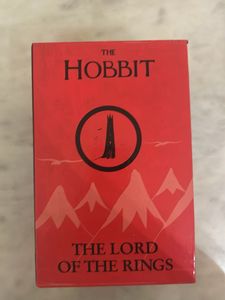 THE
HOBBIT
THE LORD
OF THE RINGS